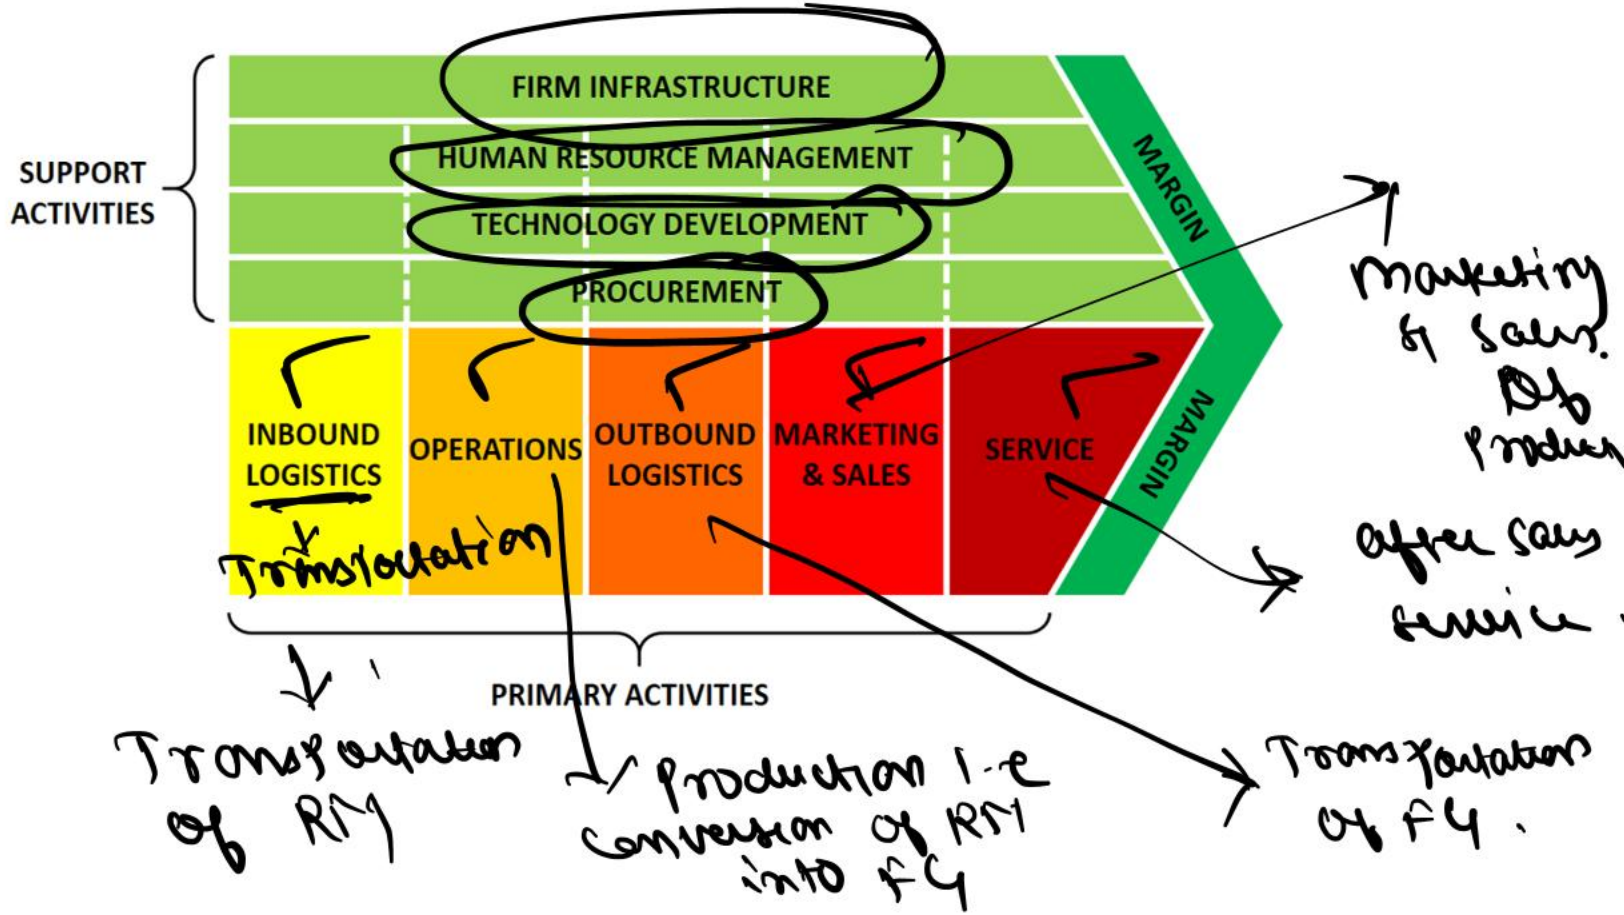 FIRM INFRASTRUCTURE
HUMAN RESOURCE MANAGEMENT
TECHNOLOGY DEVELOPMENT
PROCUREMENT
SUPPORT
ACTIVITIES
MARGIN
MARGIN
INBOUND
LOGISTICS
OPERATIONS
OUTBOUND
LOGISTICS
MARKETING
& SALES
SERVICE
Transportation
PRIMARY ACTIVITIES
Marketing
& Sales.
Of
Produc
after sales
service.
Transportation
of RM
Production i.e
conversion of RM
into FG
Transportation
of FG.